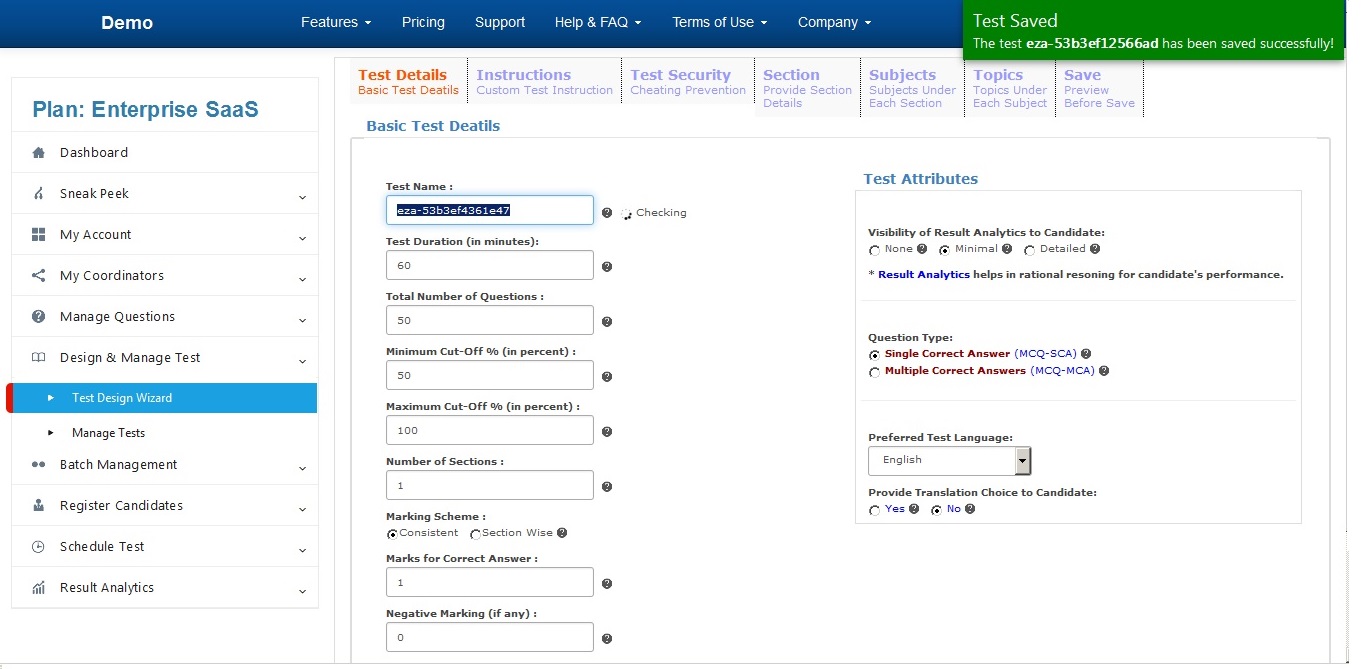 Demo
Features
Pricing
Support
Help & FAQ
Terms of Use
Company
Test Saved
The test eza-53b3ef12566ad has been saved successfully!
Plan: Enterprise SaaS
Dashboard
Sneak Peek
My Account
My Coordinators
Manage Questions
Design & Manage Test
Test Design Wizard
Manage Tests
Batch Management
Register Candidates
Schedule Test
Result Analytics
Test Details
Basic Test Deatils
Instructions
Custom Test Instruction
Test Security
Cheating Prevention
Section
Provide Section
Details
Subjects
Subjects Under
Each Section
Topics
Topics Under
Each Subject
Save
Preview
Before Save
Basic Test Deatils
Test Name :
eza-53b3ef4361e47
Checking
Test Duration (in minutes):
60
Total Number of Questions :
50
Minimum Cut-Off % (in percent) :
50
Maximum Cut-Off % (in percent) :
100
Number of Sections :
1
Marking Scheme :
Consistent Section Wise
Marks for Correct Answer :
1
Negative Marking (if any) :
0
Test Attributes
Visibility of Result Analytics to Candidate:
None Minimal Detailed
* Result Analytics helps in rational resoning for candidate's performance.
Question Type:
Single Correct Answer (MCQ-SCA)
Multiple Correct Answers (MCQ-MCA)
Preferred Test Language:
English
Provide Translation Choice to Candidate:
Yes No